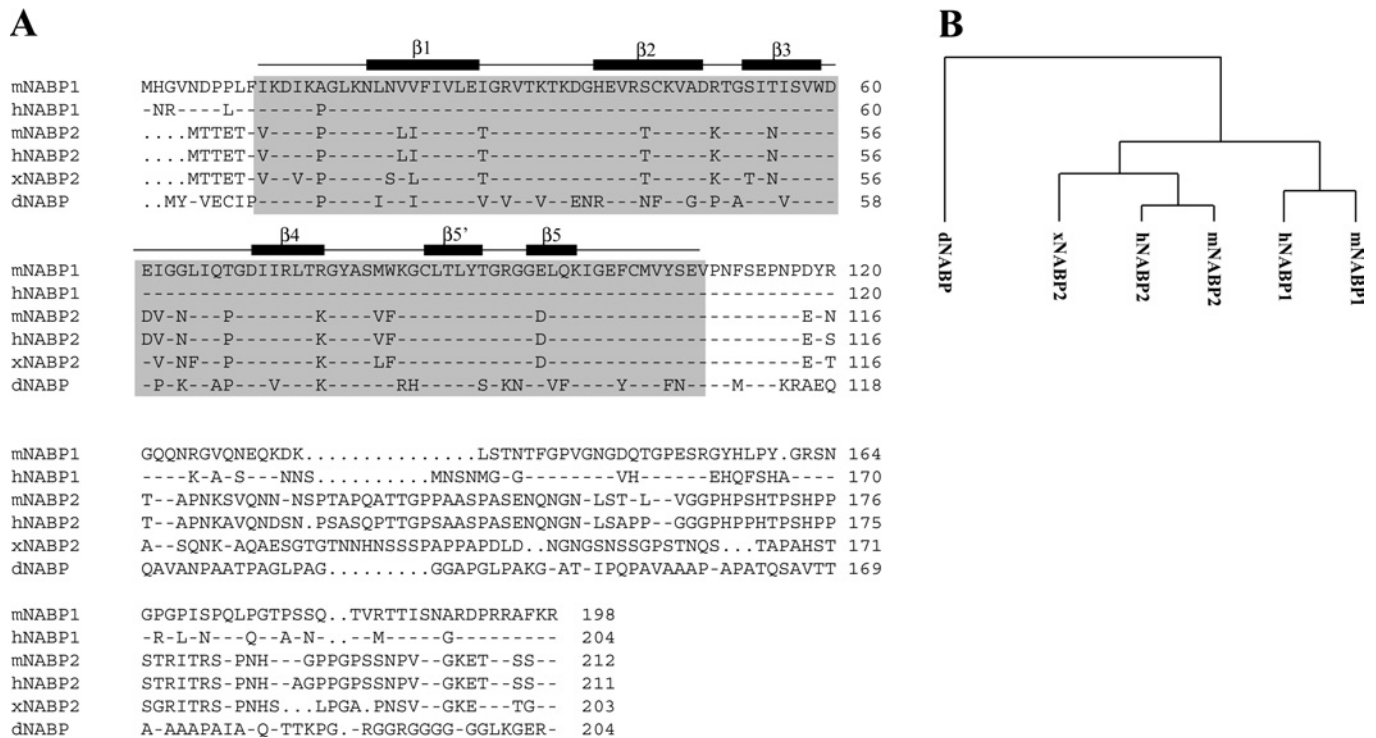 A
B
β1 β2 β3
mNABP1 MHGVNDPPLFIKDIKAGLKNLNVVFIVLEIGRVTKTKDGHEVRSCKVADRTGSITISVWD 60
hNABP1 -NR----L-------P-------------------------------------------- 60
mNABP2 ....MTTET-V----P------LI-----T-------------T-----K----N----- 56
hNABP2 ....MTTET-V----P------LI-----T-------------T-----K----N----- 56
xNABP2 ....MTTET-V--V-P-----S-L-----T-------------T-----K--T-N----- 56
dNABP ..MY-VECIP-----P----I--I-----V-V--V--ENR---NF--G-P-A---V---- 58
β4 β5’ β5
mNABP1 EIGGLIQTGDIIRLTRGYASMWKGCLTLYTGRGGELQKIGEFCMVYSEVPNFSEPNPDYR 120
hNABP1 ------------------------------------------------------------ 120
mNABP2 DV-N---P-------K----VF------------D----------------------E-N 116
hNABP2 DV-N---P-------K----VF------------D----------------------E-S 116
xNABP2 -V-NF--P-------K----LF------------D----------------------E-T 116
dNABP -P-K--AP---V---K------RH-----S-KN--VF----Y---FN-----M---KRAEQ 118
mNABP1 GQQNRGVQNEQKDK...............LSTNTFGPVGNGDQTGPESRGYHLPY.GRSN 164
hNABP1 ----K-A-S---NNS..........MNSNMG-G--------VH------EHQFSHA---- 170
mNABP2 T--APNKSVQNN-NSPTAPQATTGPPAASPASENQNGN-LST-L--VGGPHPSHTPSHPP 176
hNABP2 T--APNKAVQNDSN.PSASQPTTGPSAASPASENQNGN-LSAPP--GGGPHPPHTPSHPP 175
xNABP2 A--SQNK-AQAESGTGTNNHNSSSPAPPAPDLD..NGNGSNSSGPSTNQS...TAPAHST 171
dNABP QAVANPAATPAGLPAG.........GGAPGLPAKG-AT-IPQPAVAAAP-APATQSAVTT 169
mNABP1 GPGPISPQLPGTPSSQ..TVRTTISNARDPRRAFKR 198
hNABP1 -R-L-N---Q--A-N...--M-----G--------- 204
mNABP2 STRITRS-PNH---GPPGPSSNPV--GKET--SS-- 212
hNABP2 STRITRS-PNH--AGPPGPSSNPV--GKET--SS-- 211
xNABP2 SGRITRS-PNHS...LPGA.PNSV--GKE---TG-- 203
dNABP A-AAAPAIA-Q-TTKPG.-RGGRGGGG-GGLKGER- 204
dNABP
xNABP2
hNABP2
mNABP2
hNABP1
mNABP1